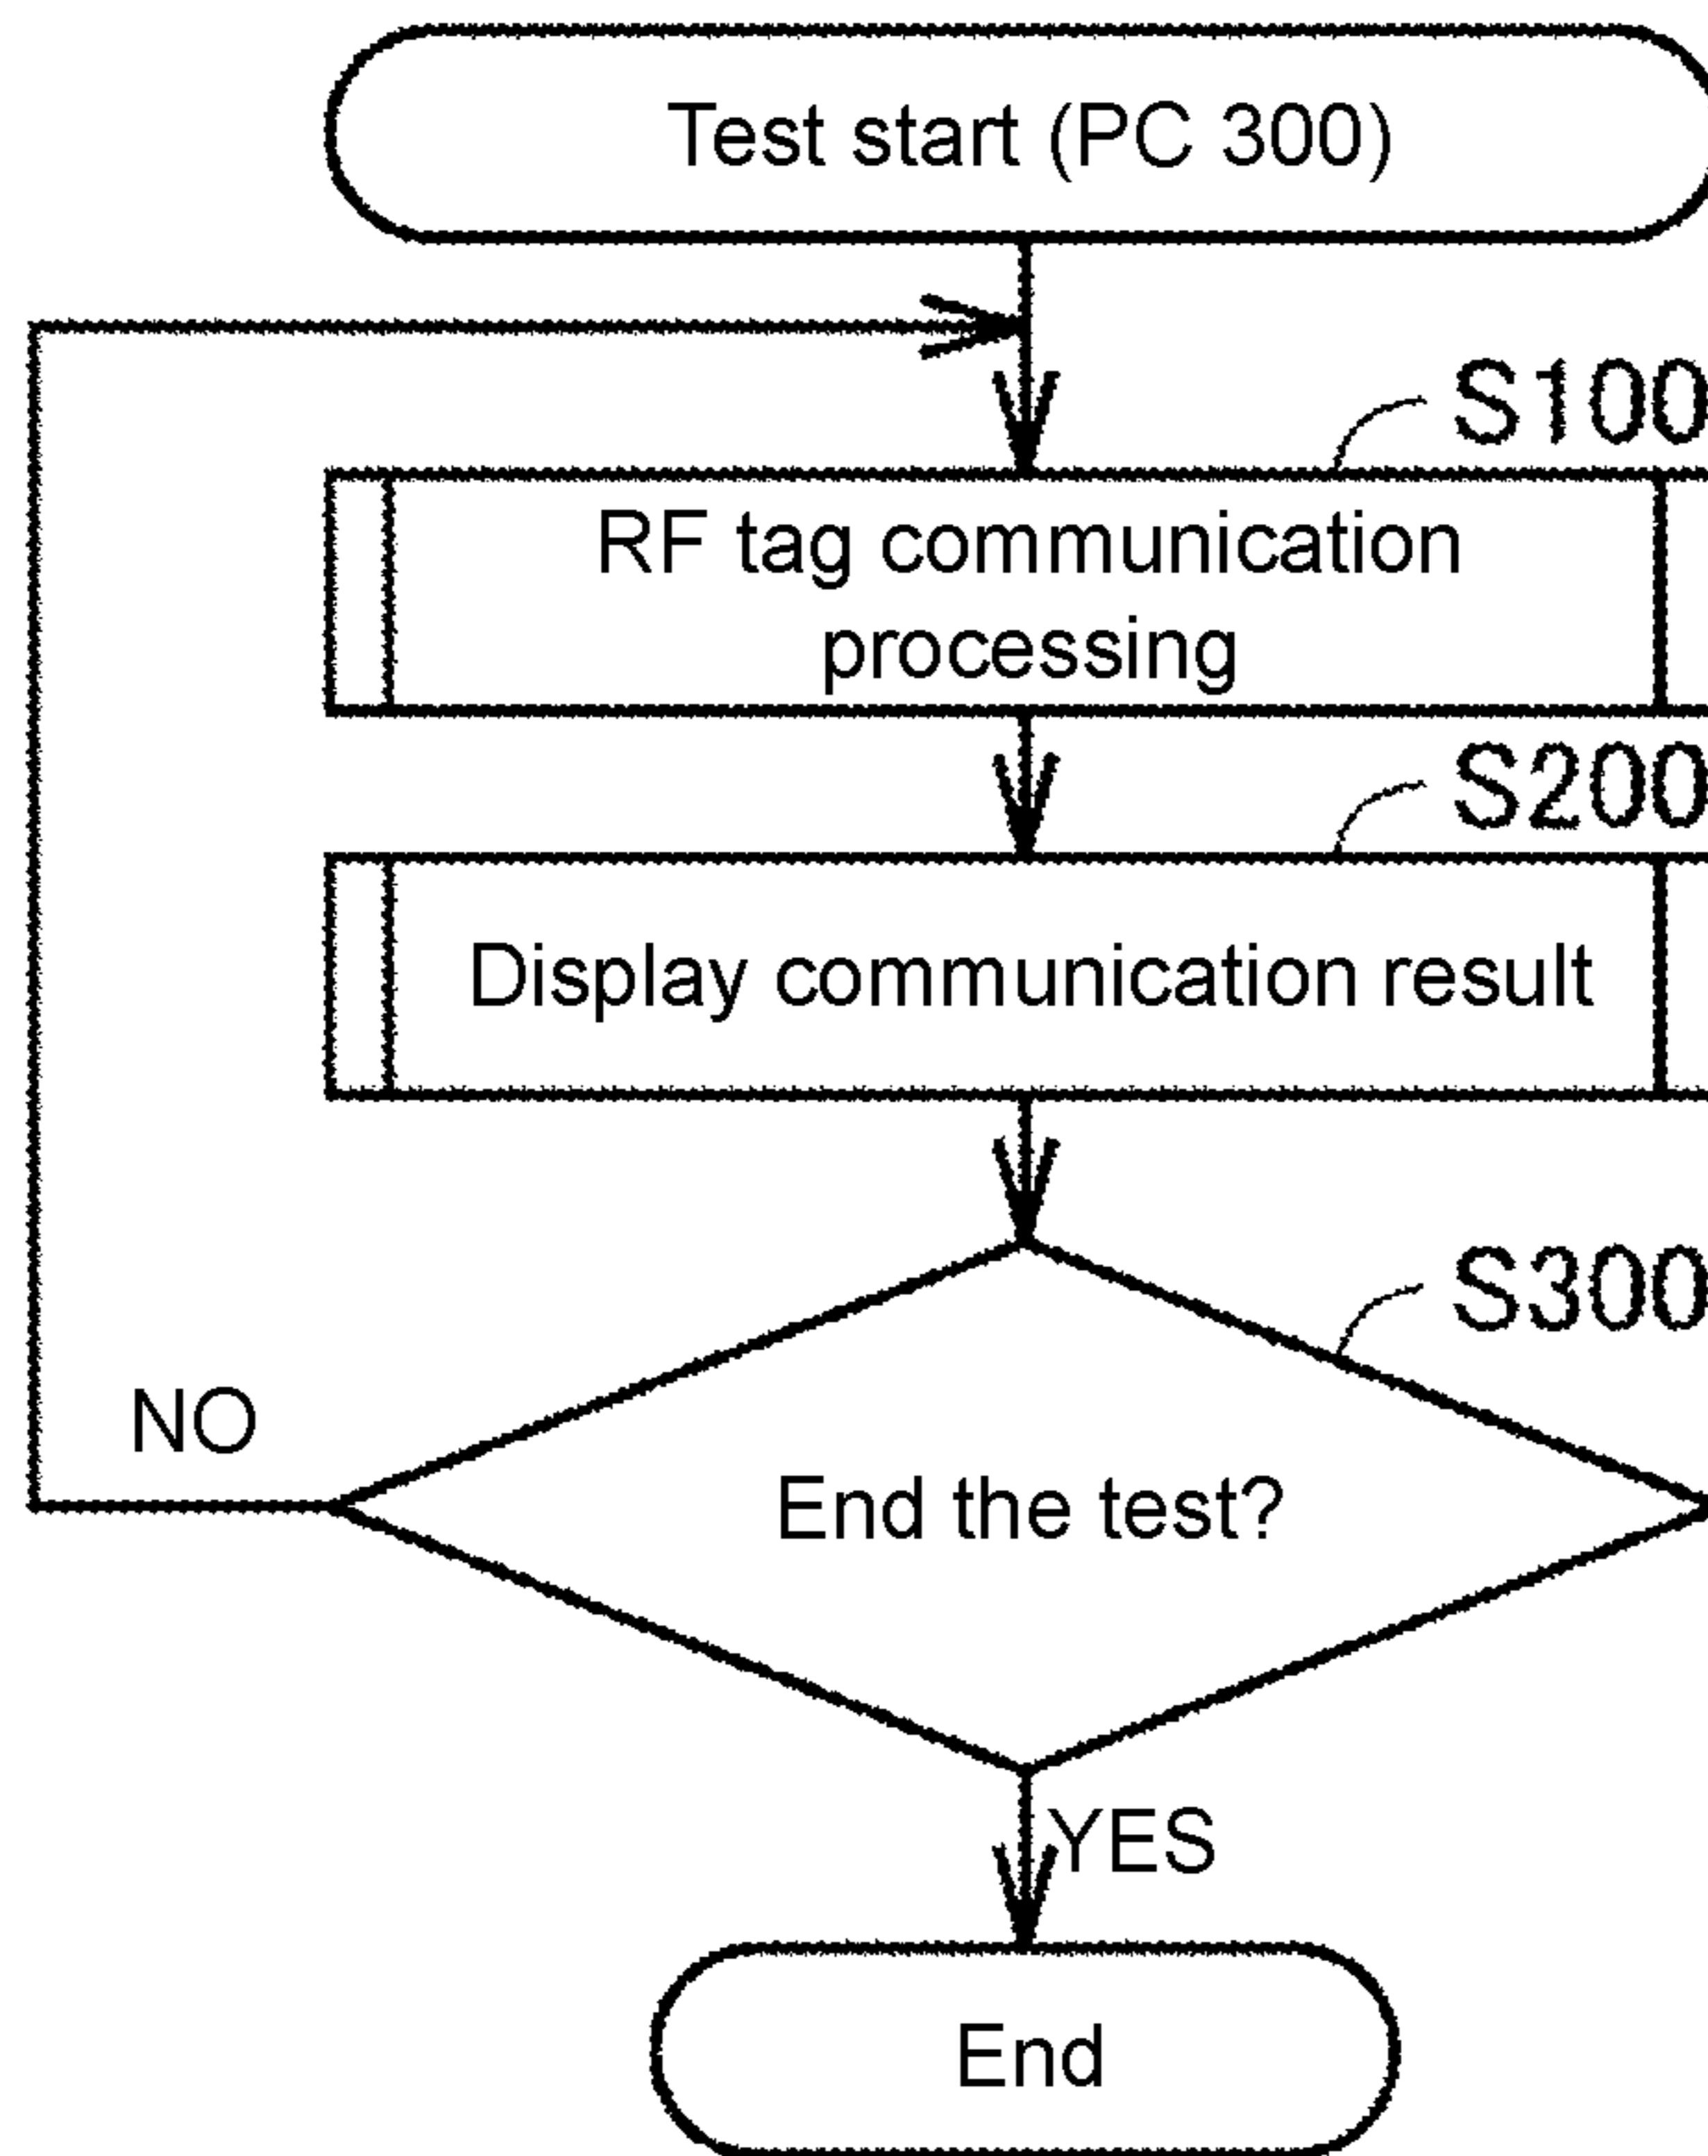 Test start (PC 300)
S100
RF tag communication
processing
S200
Display communication result
S300
NO
End the test?
YES
End